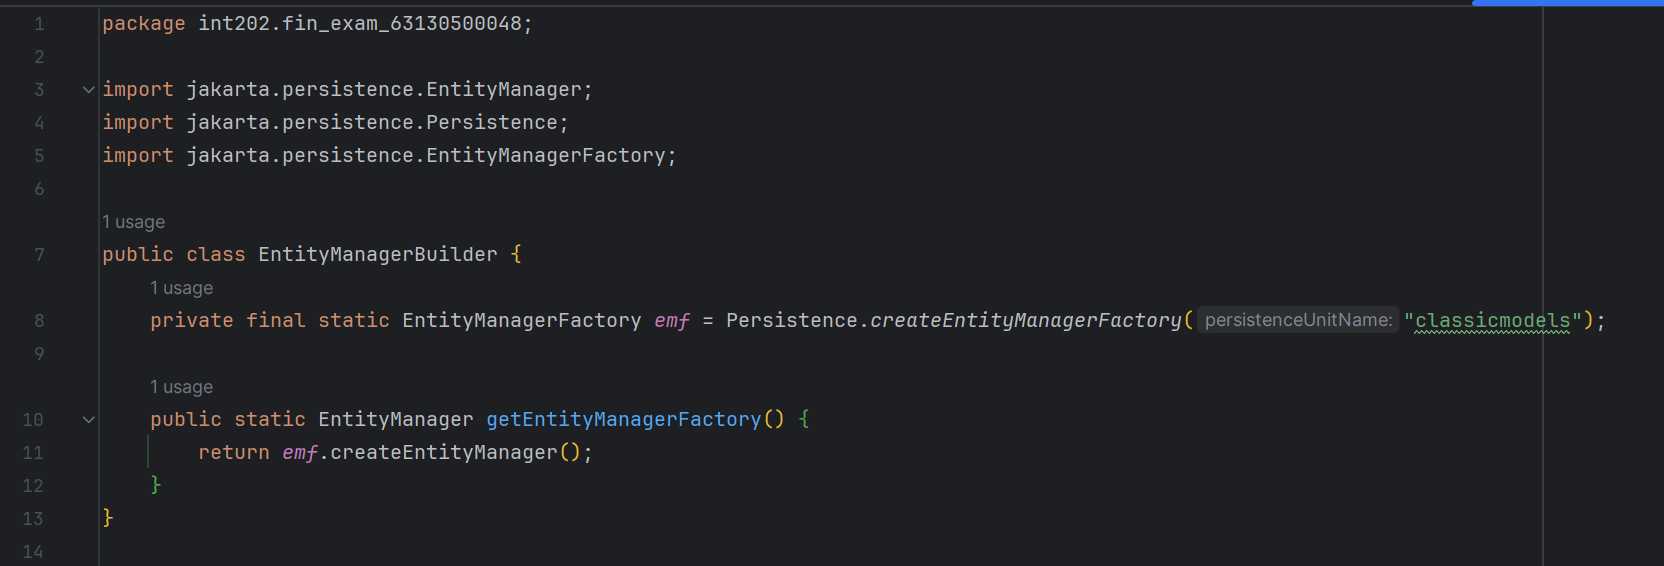 1 package int202.fin_exam_63130500048;
2
3 import jakarta.persistence.EntityManager;
4 import jakarta.persistence.Persistence;
5 import jakarta.persistence.EntityManagerFactory;
6
1 usage
7 public class EntityManagerBuilder {
1 usage
8 private final static EntityManagerFactory emf = Persistence.createEntityManagerFactory( persistenceUnitName: "classicmodels");
9
1 usage
10 public static EntityManager getEntityManagerFactory() {
11 return emf.createEntityManager();
12 }
13 }
14